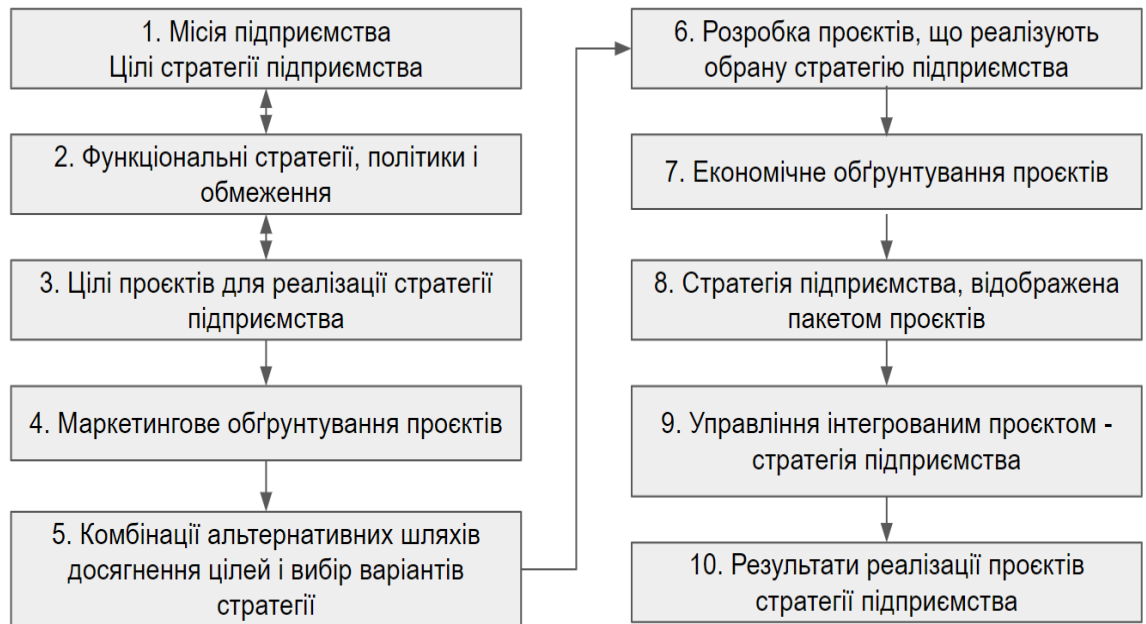 1. Місія підприємства
Цілі стратегії підприємства
2. Функціональні стратегії, політики і
обмеження
3. Цілі проєктів для реалізації стратегії
підприємства
4. Маркетингове обґрунтування проєктів
5. Комбінації альтернативних шляхів
досягнення цілей і вибір варіантів
стратегії
6. Розробка проєктів, що реалізують
обрану стратегію підприємства
7. Економічне обґрунтування проєктів
8. Стратегія підприємства, відображена
пакетом проєктів
9. Управління інтегрованим проєктом -
стратегія підприємства
10. Результати реалізації проєктів
стратегії підприємства